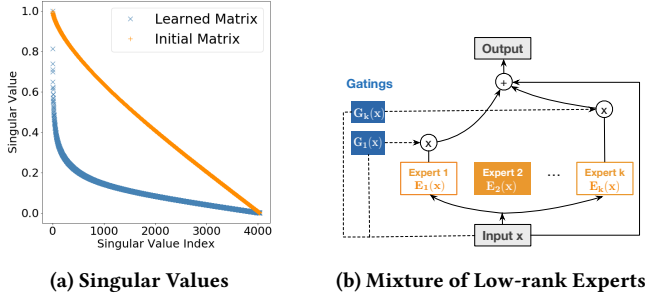 1.0
0.8
0.6
0.4
0.2
0.0
Singular Value
0
1000
2000
3000
4000
Singular Value Index
Learned Matrix
Initial Matrix
(a) Singular Values
Output
+
Gatings
Gk(x)
G1(x)
x
x
Expert 1
E1(x)
Expert 2
E2(x)
...
Expert k
Ek(x)
Input x
(b) Mixture of Low-rank Experts